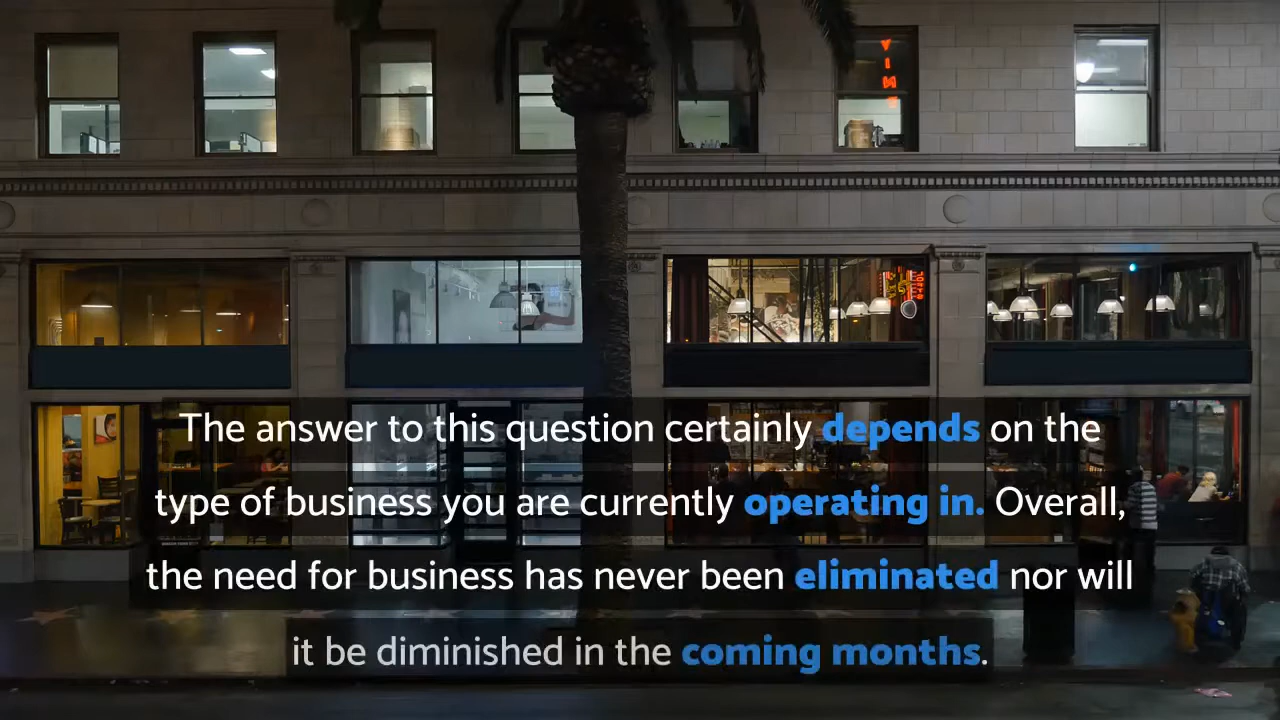 VINE
The answer to this question certainly depends on the
type of business you are currently operating in. Overall,
the need for business has never been eliminated nor will
it be diminished in the coming months.